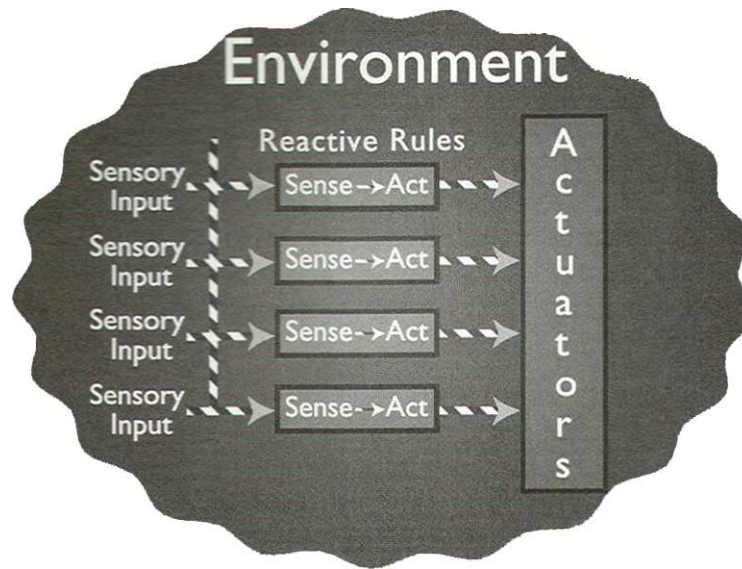 Environment
Reactive Rules
Sensory
Input
Sense→Act
Sensory
Input
Sense→Act
Sensory
Input
Sense→Act
Sensory
Input
Sense→Act
Actuators